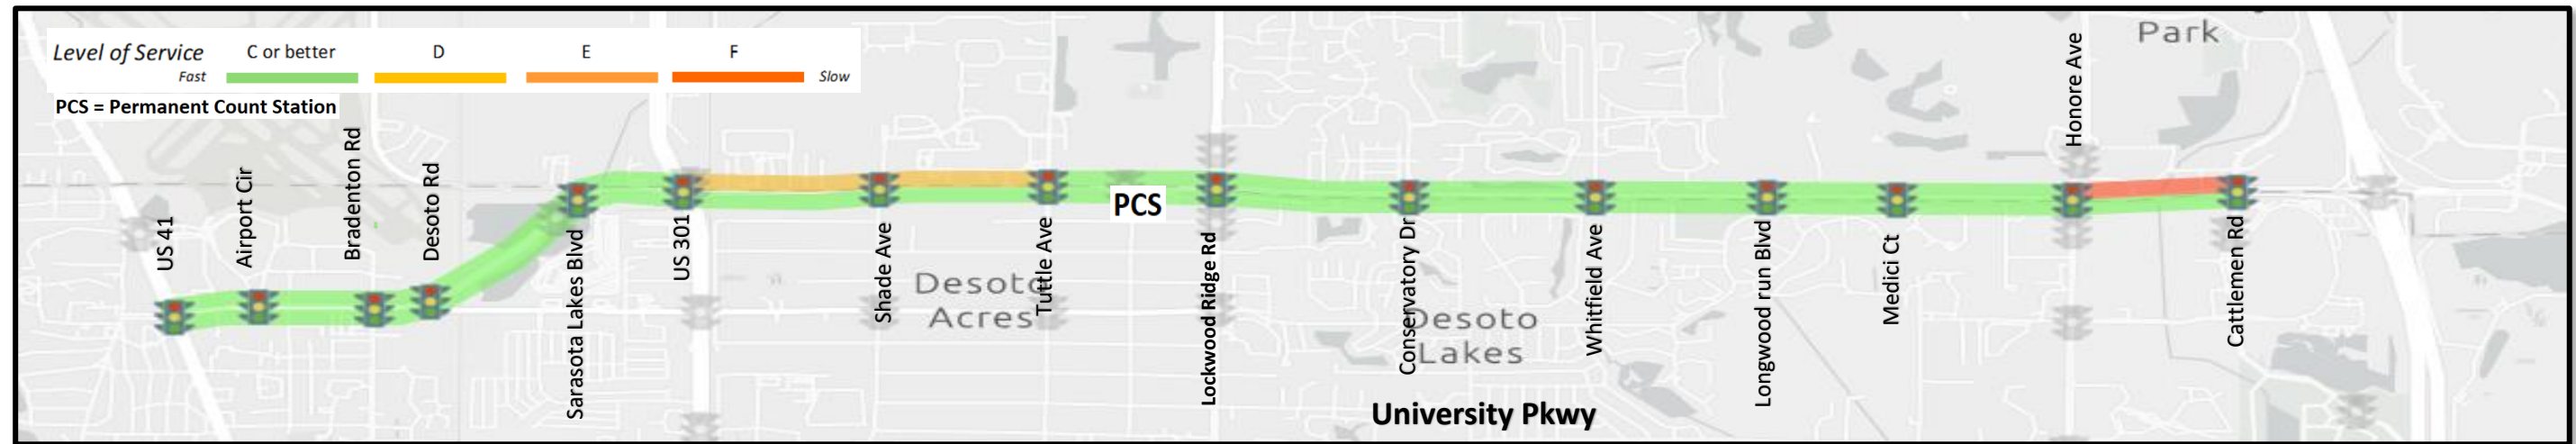 Level of Service
C or better
D
E
F
Fast
Slow
PCS = Permanent Count Station
Park
US 41
Airport Cir
Bradenton Rd
Desoto Rd
Sarasota Lakes Blvd
US 301
Shade Ave
Desoto
Acres
Tuttle Ave
PCS
Lockwood Ridge Rd
Conservatory Dr
Desoto
Lakes
Whitfield Ave
Longwood run Blvd
Medici Ct
Honore Ave
Cattlemen Rd
University Pkwy